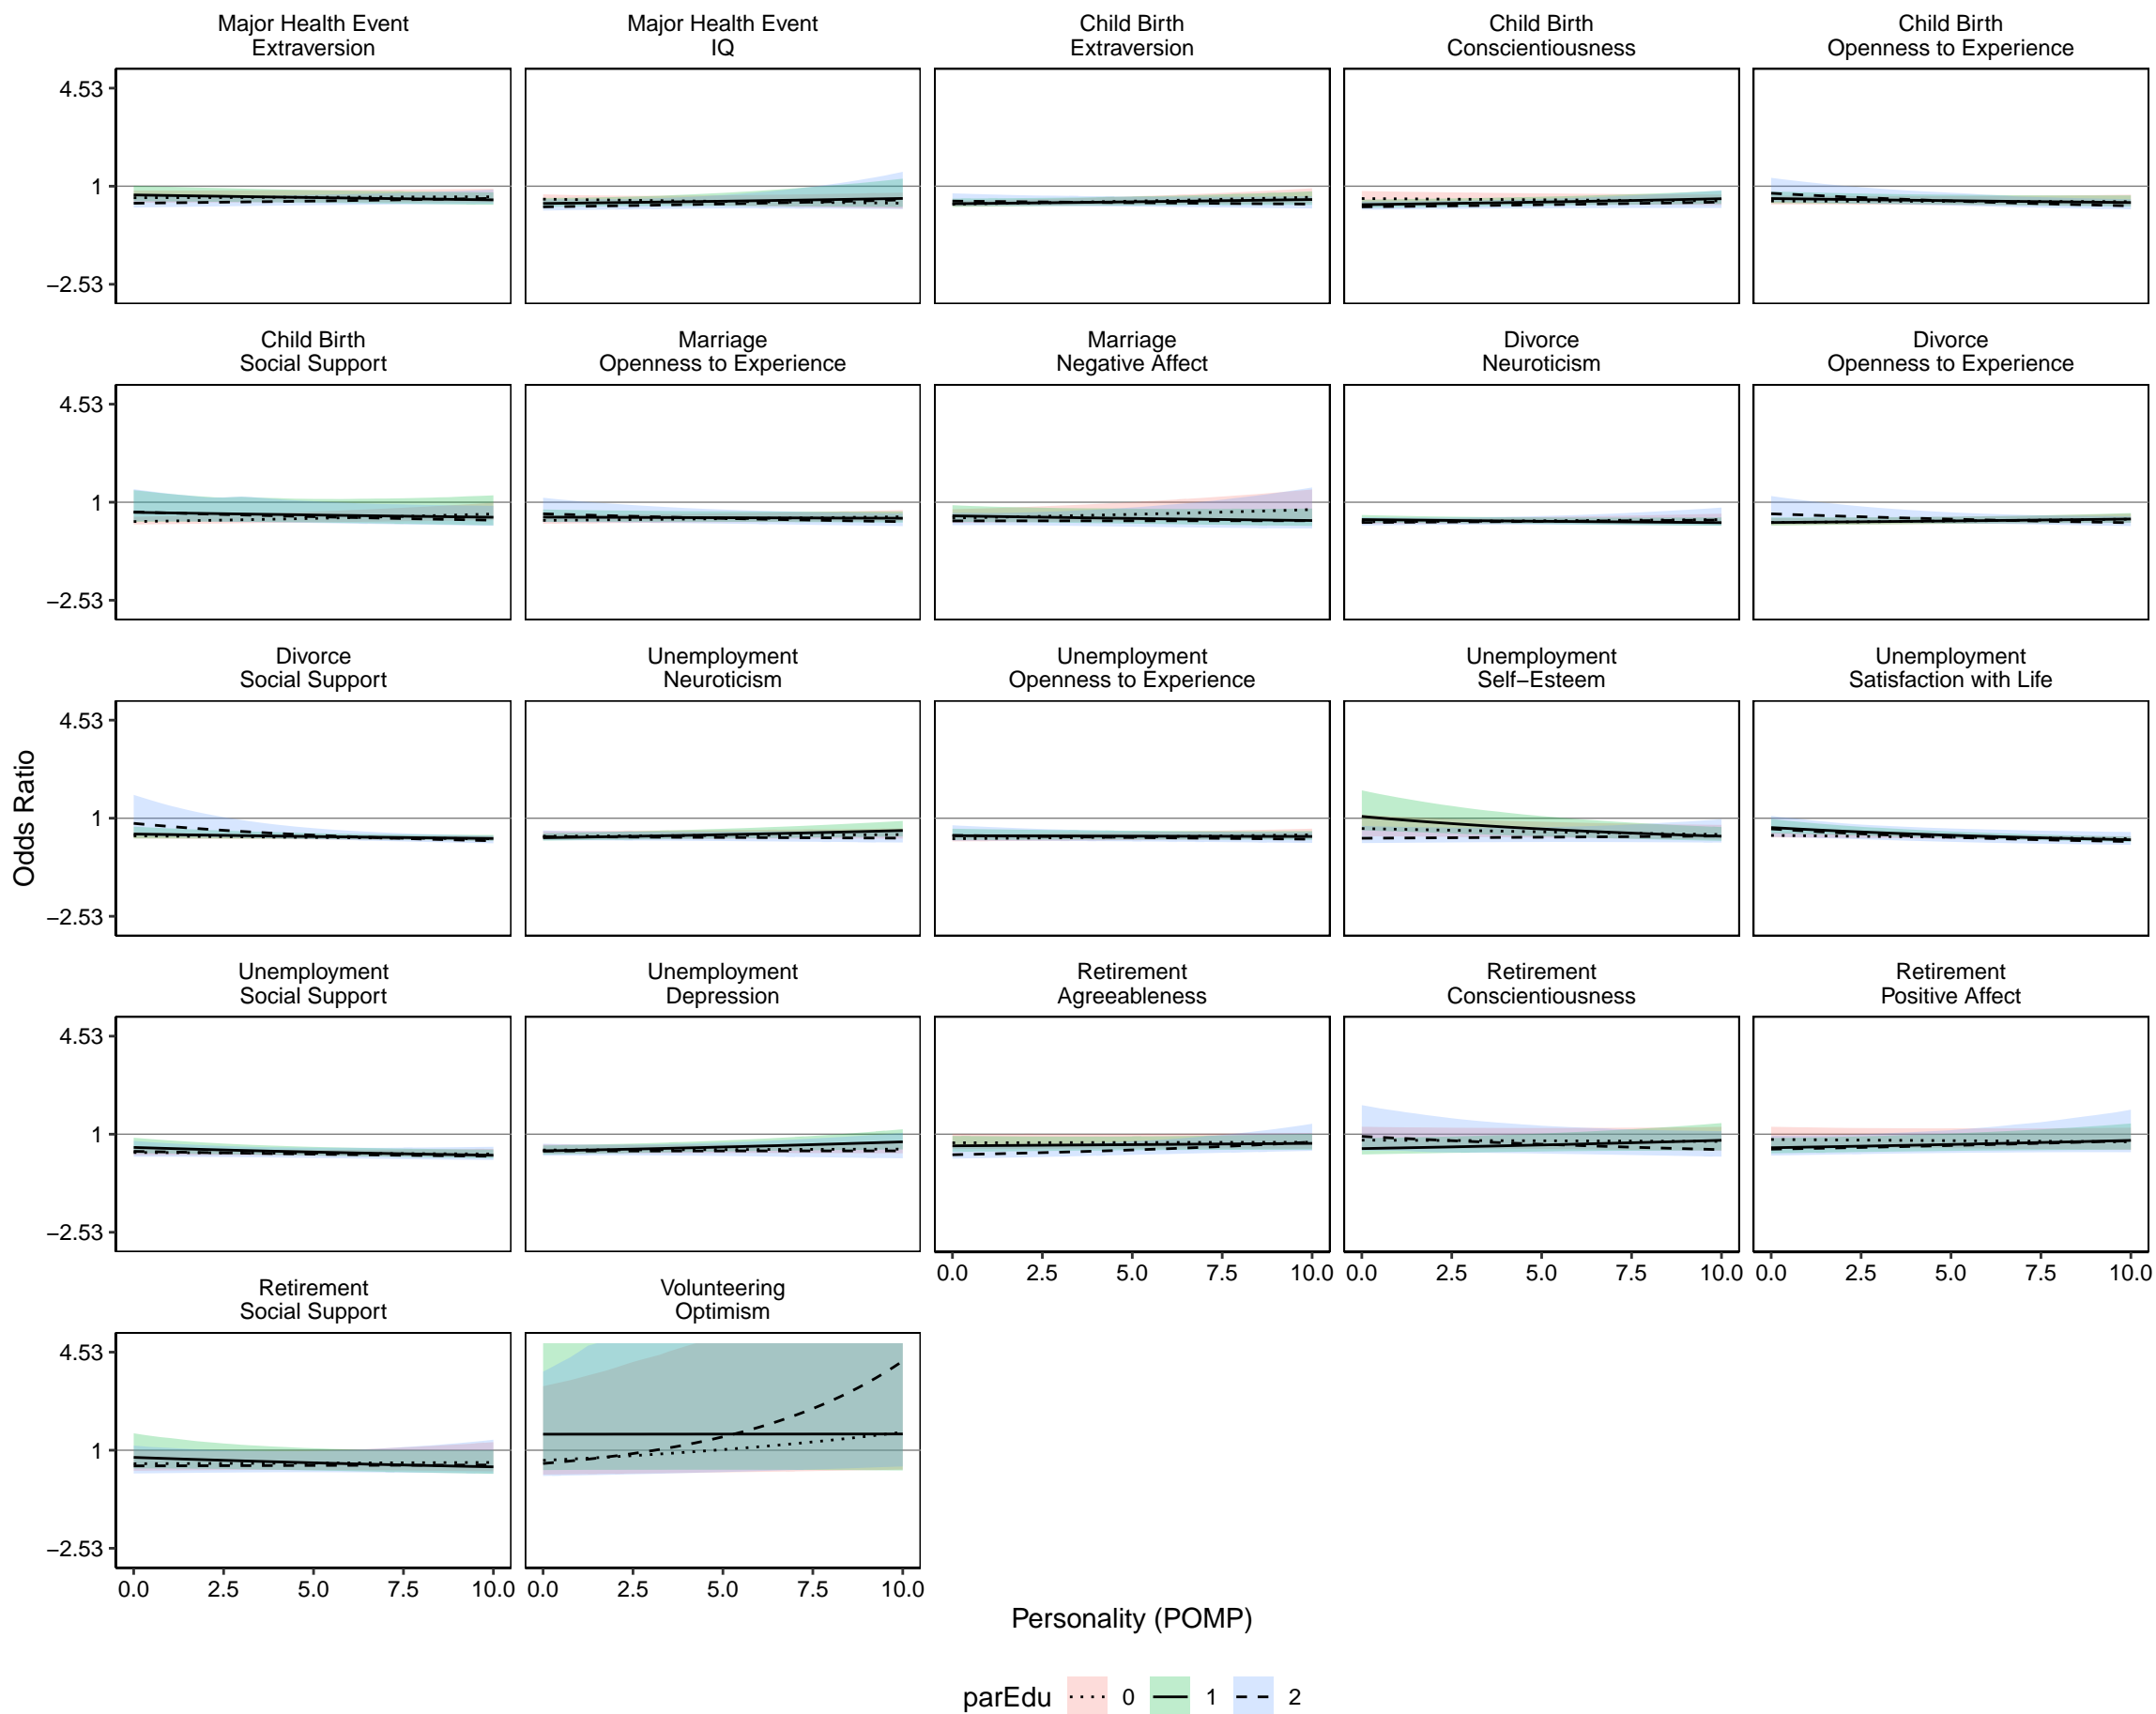 Major Health Event
Extraversion
Major Health Event
IQ
Child Birth
Extraversion
Child Birth
Conscientiousness
Child Birth
Openness to Experience
4.53
1
−2.53
Child Birth
Social Support
Marriage
Openness to Experience
Marriage
Negative Affect
Divorce
Neuroticism
Divorce
Openness to Experience
4.53
1
−2.53
Divorce
Social Support
Unemployment
Neuroticism
Unemployment
Openness to Experience
Unemployment
Self−Esteem
Unemployment
Satisfaction with Life
4.53
1
−2.53
Odds Ratio
Unemployment
Social Support
Unemployment
Depression
Retirement
Agreeableness
Retirement
Conscientiousness
Retirement
Positive Affect
4.53
1
−2.53
0.0 2.5 5.0 7.5 10.0
0.0 2.5 5.0 7.5 10.0
0.0 2.5 5.0 7.5 10.0
Retirement
Social Support
Volunteering
Optimism
4.53
1
−2.53
0.0 2.5 5.0 7.5 10.0
0.0 2.5 5.0 7.5 10.0
Personality (POMP)
parEdu 0 1 2